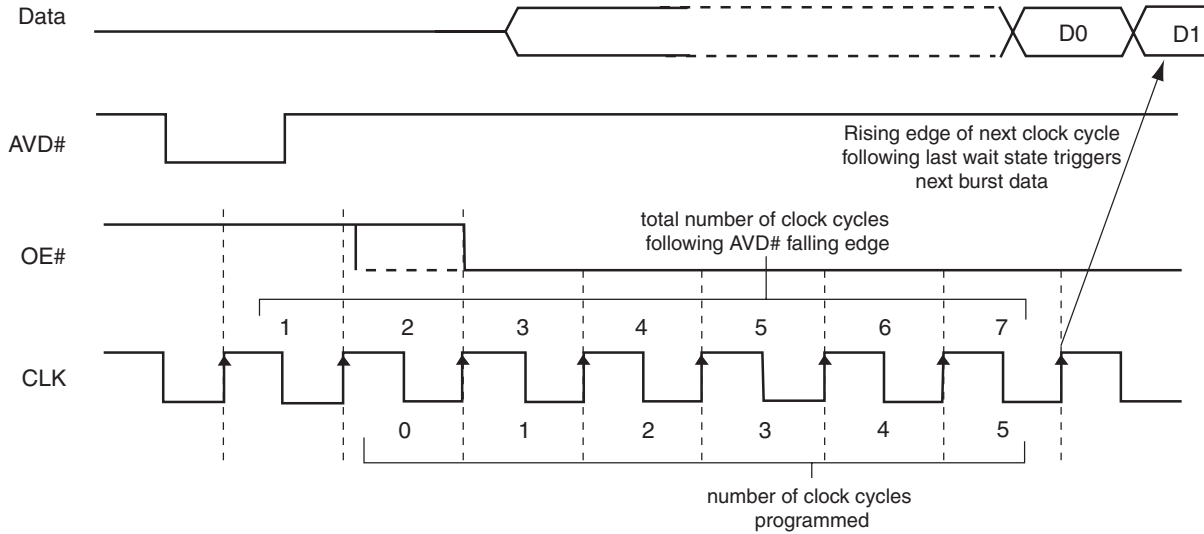 Data
D0
D1
AVD#
Rising edge of next clock cycle
following last wait state triggers
next burst data
total number of clock cycles
following AVD# falling edge
OE#
1 2 3 4 5 6 7
CLK
0 1 2 3 4 5
number of clock cycles
programmed